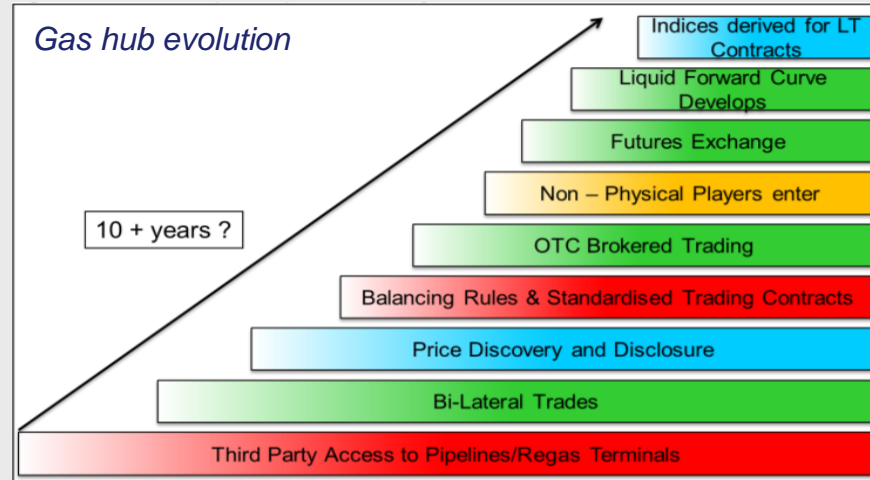 Gas hub evolution
Indices derived for LT
Contracts
Liquid Forward Curve
Develops
Futures Exchange
Non – Physical Players enter
10 + years ?
OTC Brokered Trading
Balancing Rules & Standardised Trading Contracts
Price Discovery and Disclosure
Bi-Lateral Trades
Third Party Access to Pipelines/Regas Terminals